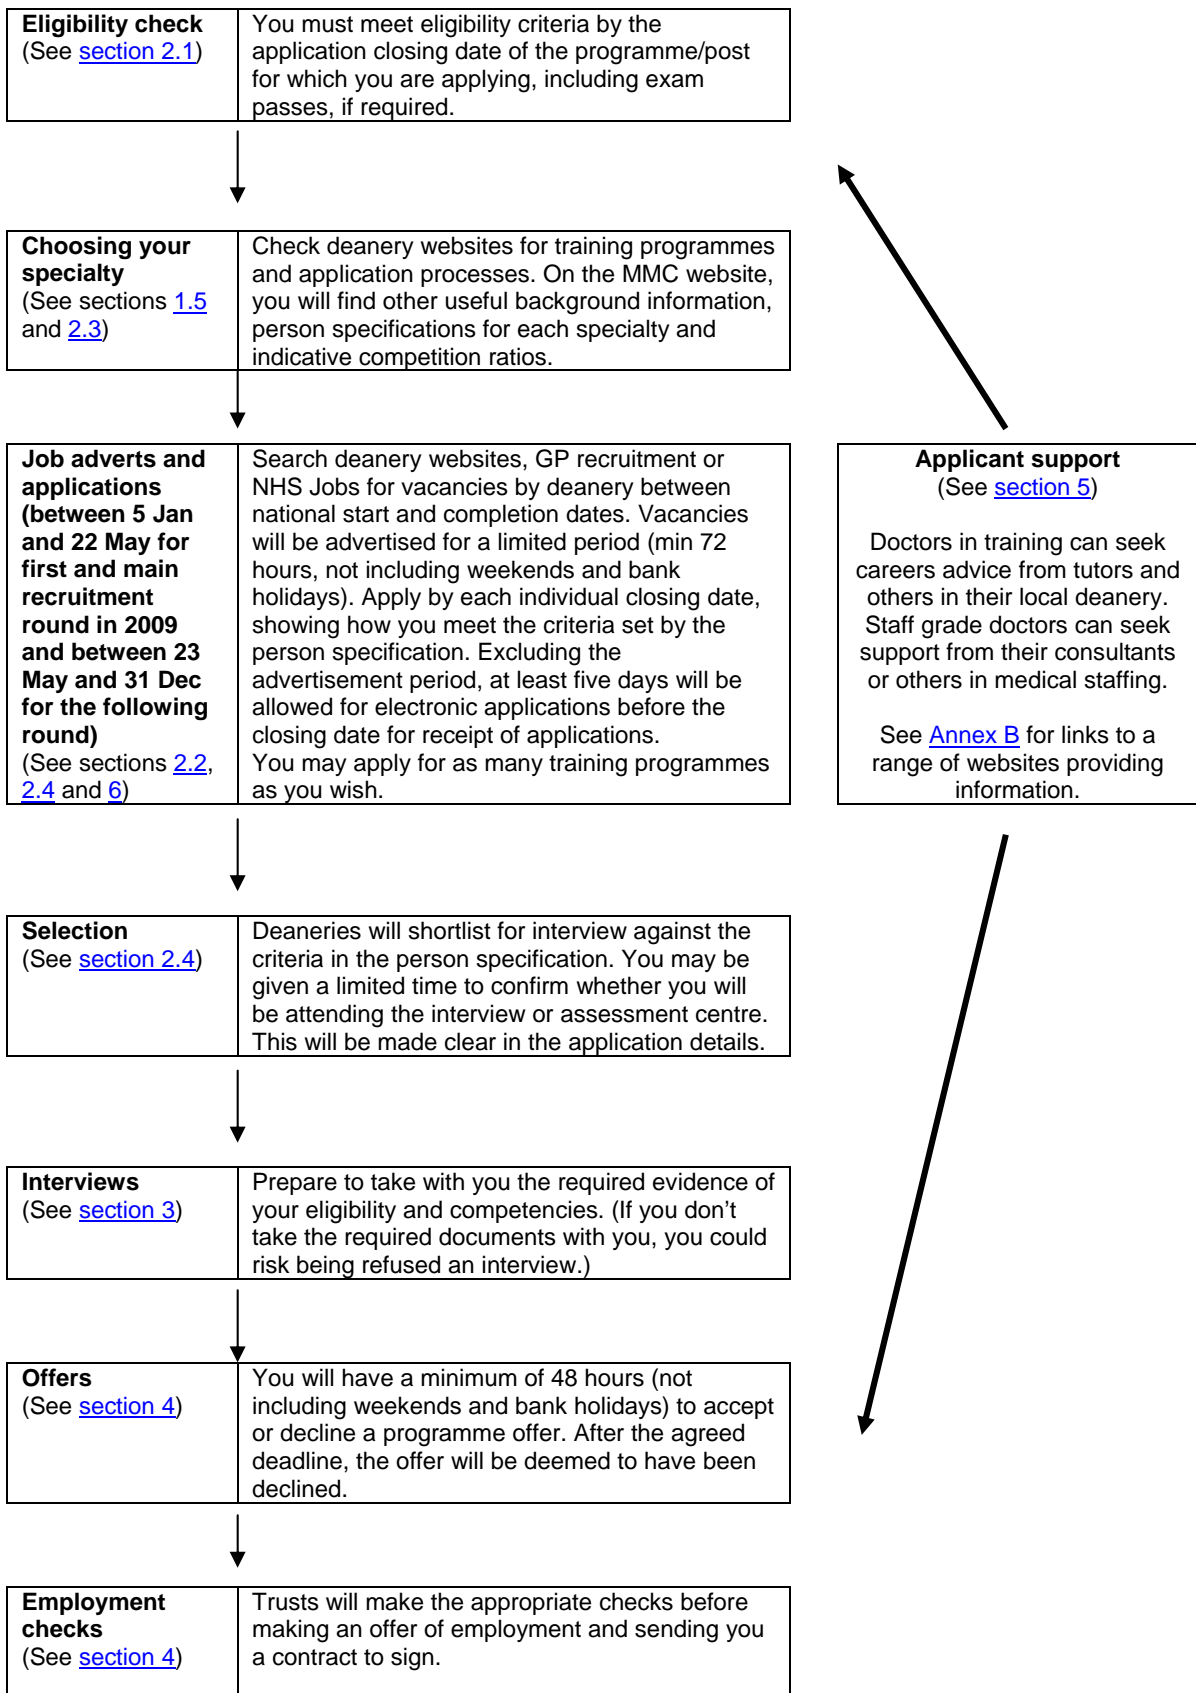 Eligibility check
(See section 2.1)
You must meet eligibility criteria by the
application closing date of the programme/post
for which you are applying, including exam
passes, if required.
Choosing your
specialty
(See sections 1.5
and 2.3)
Check deanery websites for training programmes
and application processes. On the MMC website,
you will find other useful background information,
person specifications for each specialty and
indicative competition ratios.
Job adverts and
applications
(between 5 Jan
and 22 May for
first and main
recruitment
round in 2009
and between 23
May and 31 Dec
for the following
round)
(See sections 2.2,
2.4 and 6)
Search deanery websites, GP recruitment or
NHS Jobs for vacancies by deanery between
national start and completion dates. Vacancies
will be advertised for a limited period (min 72
hours, not including weekends and bank
holidays). Apply by each individual closing date,
showing how you meet the criteria set by the
person specification. Excluding the
advertisement period, at least five days will be
allowed for electronic applications before the
closing date for receipt of applications.
You may apply for as many training programmes
as you wish.
Applicant support
(See section 5)
Doctors in training can seek
careers advice from tutors and
others in their local deanery.
Staff grade doctors can seek
support from their consultants
or others in medical staffing.
See Annex B for links to a
range of websites providing
information.
Selection
(See section 2.4)
Deaneries will shortlist for interview against the
criteria in the person specification. You may be
given a limited time to confirm whether you will
be attending the interview or assessment centre.
This will be made clear in the application details.
Interviews
(See section 3)
Prepare to take with you the required evidence of
your eligibility and competencies. (If you don't
take the required documents with you, you could
risk being refused an interview.)
Offers
(See section 4)
You will have a minimum of 48 hours (not
including weekends and bank holidays) to accept
or decline a programme offer. After the agreed
deadline, the offer will be deemed to have been
declined.
Employment
checks
(See section 4)
Trusts will make the appropriate checks before
making an offer of employment and sending you
a contract to sign.